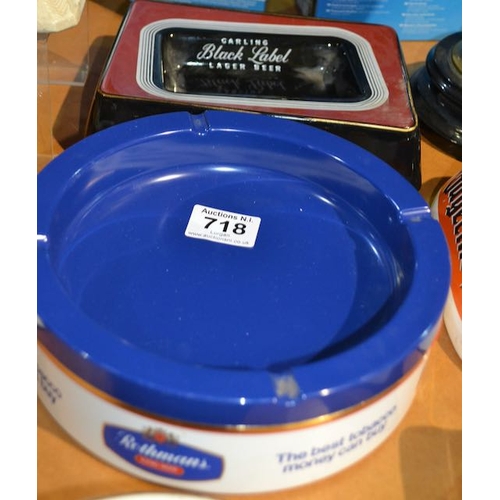 CARLING
Black Label
LAGER BEER
Auctions N.I.
718
Rothmans
The best tobacco
money can buy